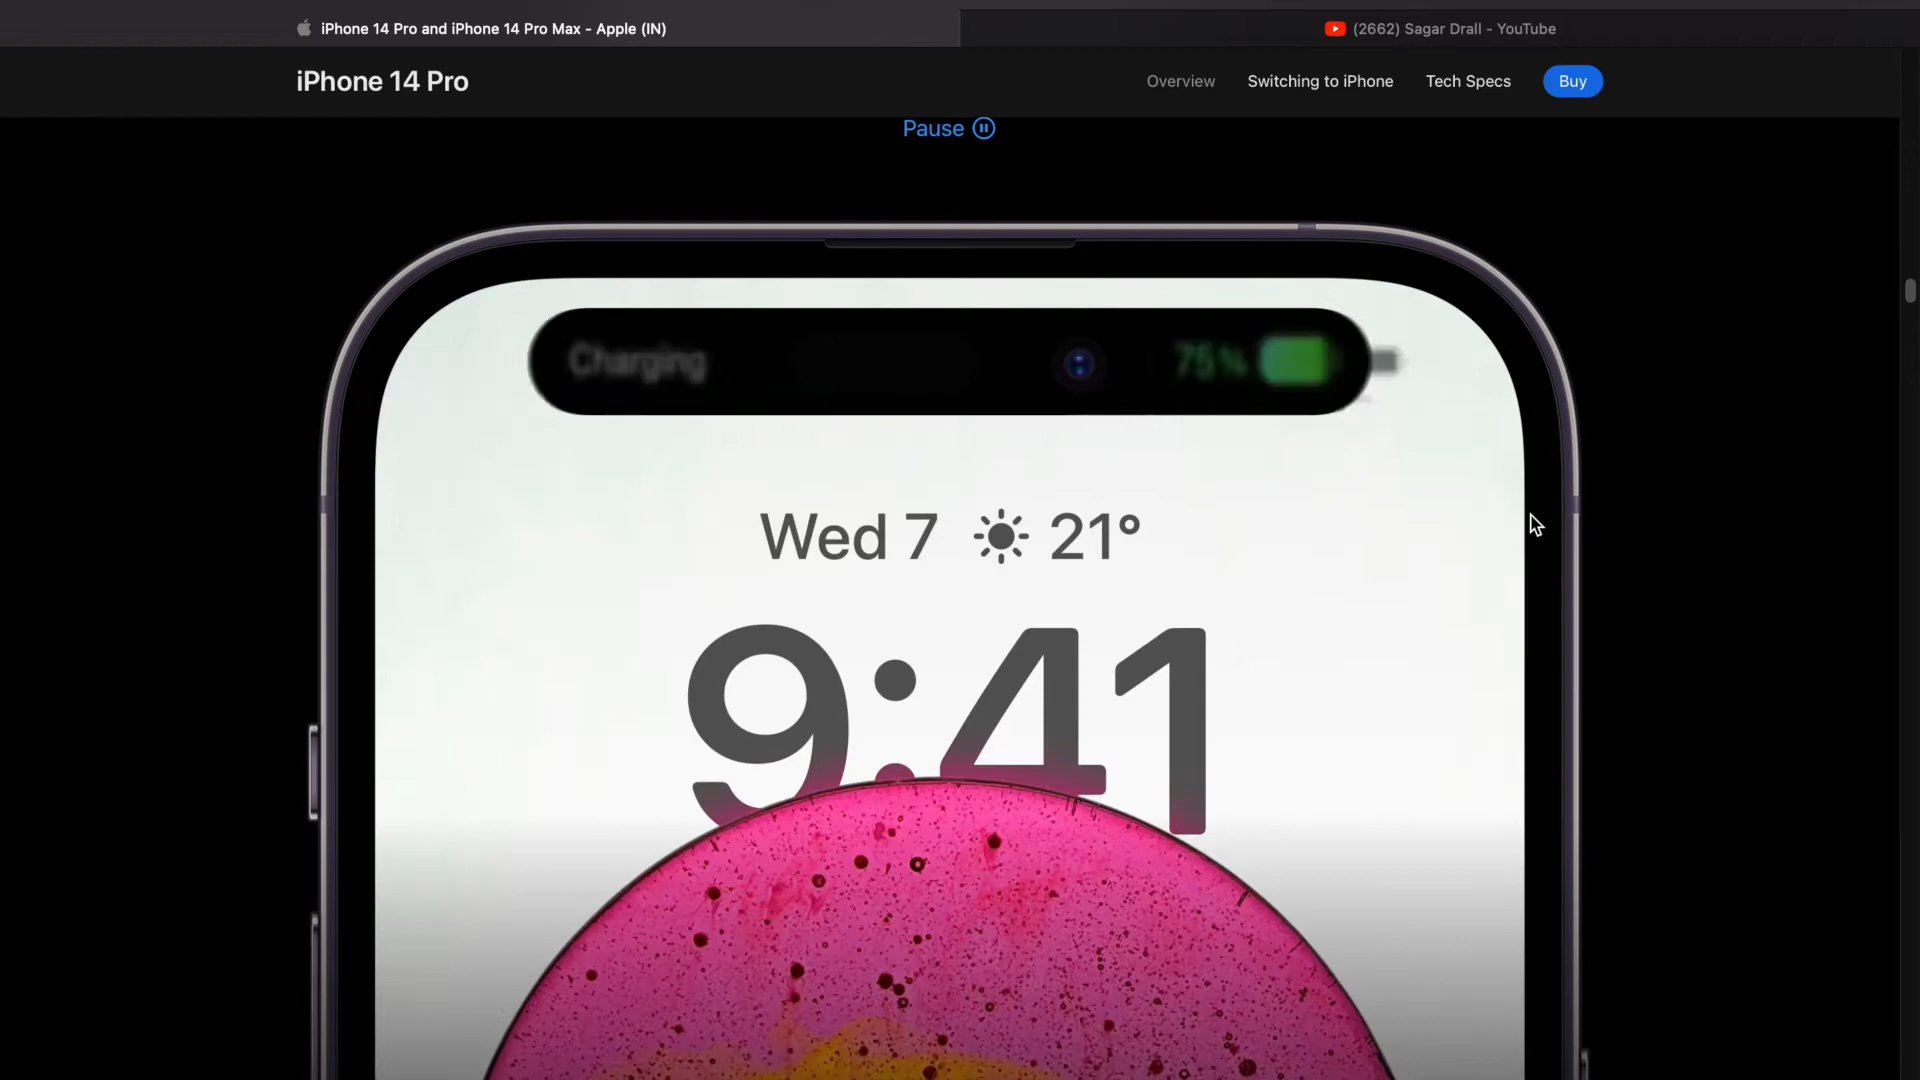 iPhone 14 Pro and iPhone 14 Pro Max - Apple (IN)
(2662) Sagar Drall - YouTube
iPhone 14 Pro
Overview
Switching to iPhone
Tech Specs
Buy
Pause
Charging
75%
Wed 7 21°
9:41